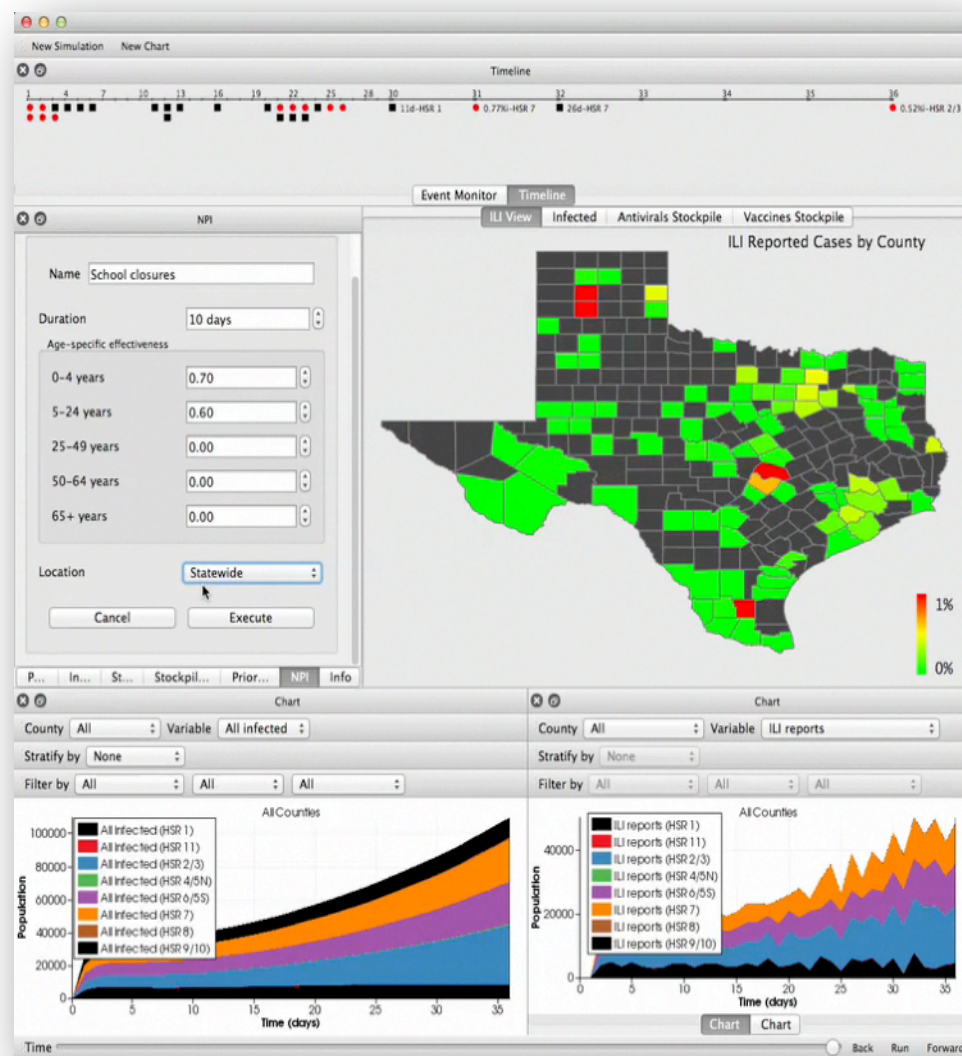 New Simulation New Chart
Timeline
1 4 7 10 13 16 19 22 25 28 30 31 32 33 34 36
11d-HSR 1 0.77%i-HSR 7 26d-HSR 7 0.52%i-HSR 2/3
Event Monitor Timeline
NPI
ILI View Infected Antivirals Stockpile Vaccines Stockpile
ILI Reported Cases by County
Name School closures
Duration 10 days
Age-specific effectiveness
0-4 years 0.70
5-24 years 0.60
25-49 years 0.00
50-64 years 0.00
65+ years 0.00
Location Statewide
Cancel Execute
1%
0%
P... In... St... Stockpil... Prior... NPI Info
Chart
County All Variable All infected
Stratify by None
Filter by All All All
All Counties
100000
80000
60000
40000
20000
0
Population
All Infected (HSR 1)
All Infected (HSR 11)
All Infected (HSR 2/3)
All Infected (HSR 4/5N)
All Infected (HSR 6/5S)
All Infected (HSR 7)
All Infected (HSR 8)
All Infected (HSR 9/10)
0 5 10 15 20 25 30 35
Time (days)
Chart
County All Variable ILI reports
Stratify by None
Filter by All All All
All Counties
40000
20000
0
Population
ILI reports (HSR 1)
ILI reports (HSR 11)
ILI reports (HSR 2/3)
ILI reports (HSR 4/5N)
ILI reports (HSR 6/5S)
ILI reports (HSR 7)
ILI reports (HSR 8)
ILI reports (HSR 9/10)
0 5 10 15 20 25 30 35
Time (days)
Chart Chart
Time Back Run Forward